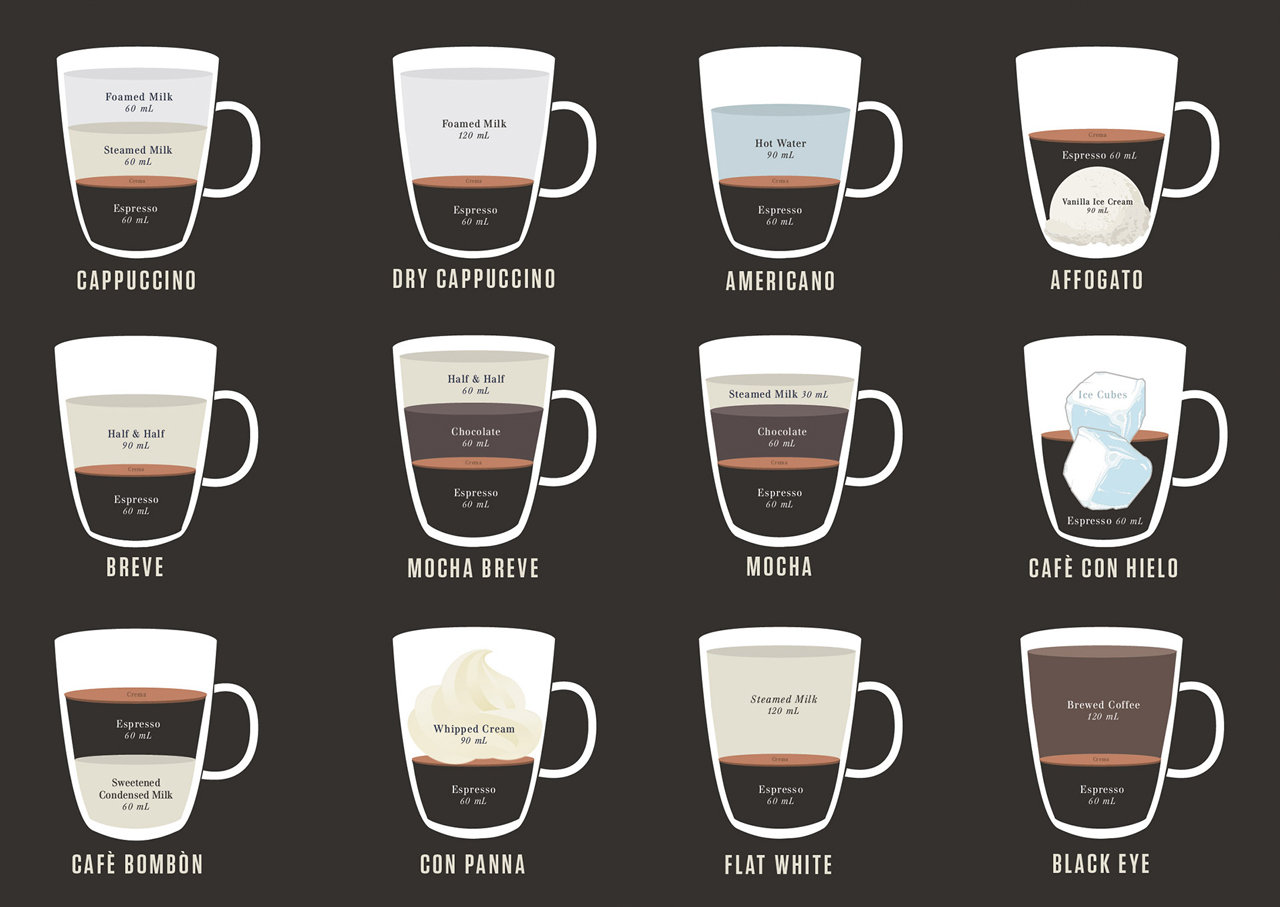 Foamed Milk
60 mL
Steamed Milk
60 mL
Crema
Espresso
60 mL
CAPPUCCINO
Foamed Milk
120 mL
Crema
Espresso
60 mL
DRY CAPPUCCINO
Hot Water
90 mL
Crema
Espresso
60 mL
AMERICANO
Crema
Espresso 60 mL
Vanilla Ice Cream
90 mL
AFFOGATO
Half & Half
90 mL
Crema
Espresso
60 mL
BREVE
Half & Half
60 mL
Chocolate
60 mL
Crema
Espresso
60 mL
MOCHA BREVE
Steamed Milk 30 mL
Chocolate
60 mL
Crema
Espresso
60 mL
MOCHA
Ice Cubes
Espresso 60 mL
CAFÈ CON HIELO
Crema
Espresso
60 mL
Sweetened
Condensed Milk
60 mL
CAFÈ BOMBÒN
Whipped Cream
90 mL
Espresso
60 mL
CON PANNA
Steamed Milk
120 mL
Crema
Espresso
60 mL
FLAT WHITE
Brewed Coffee
120 mL
Crema
Espresso
60 mL
BLACK EYE